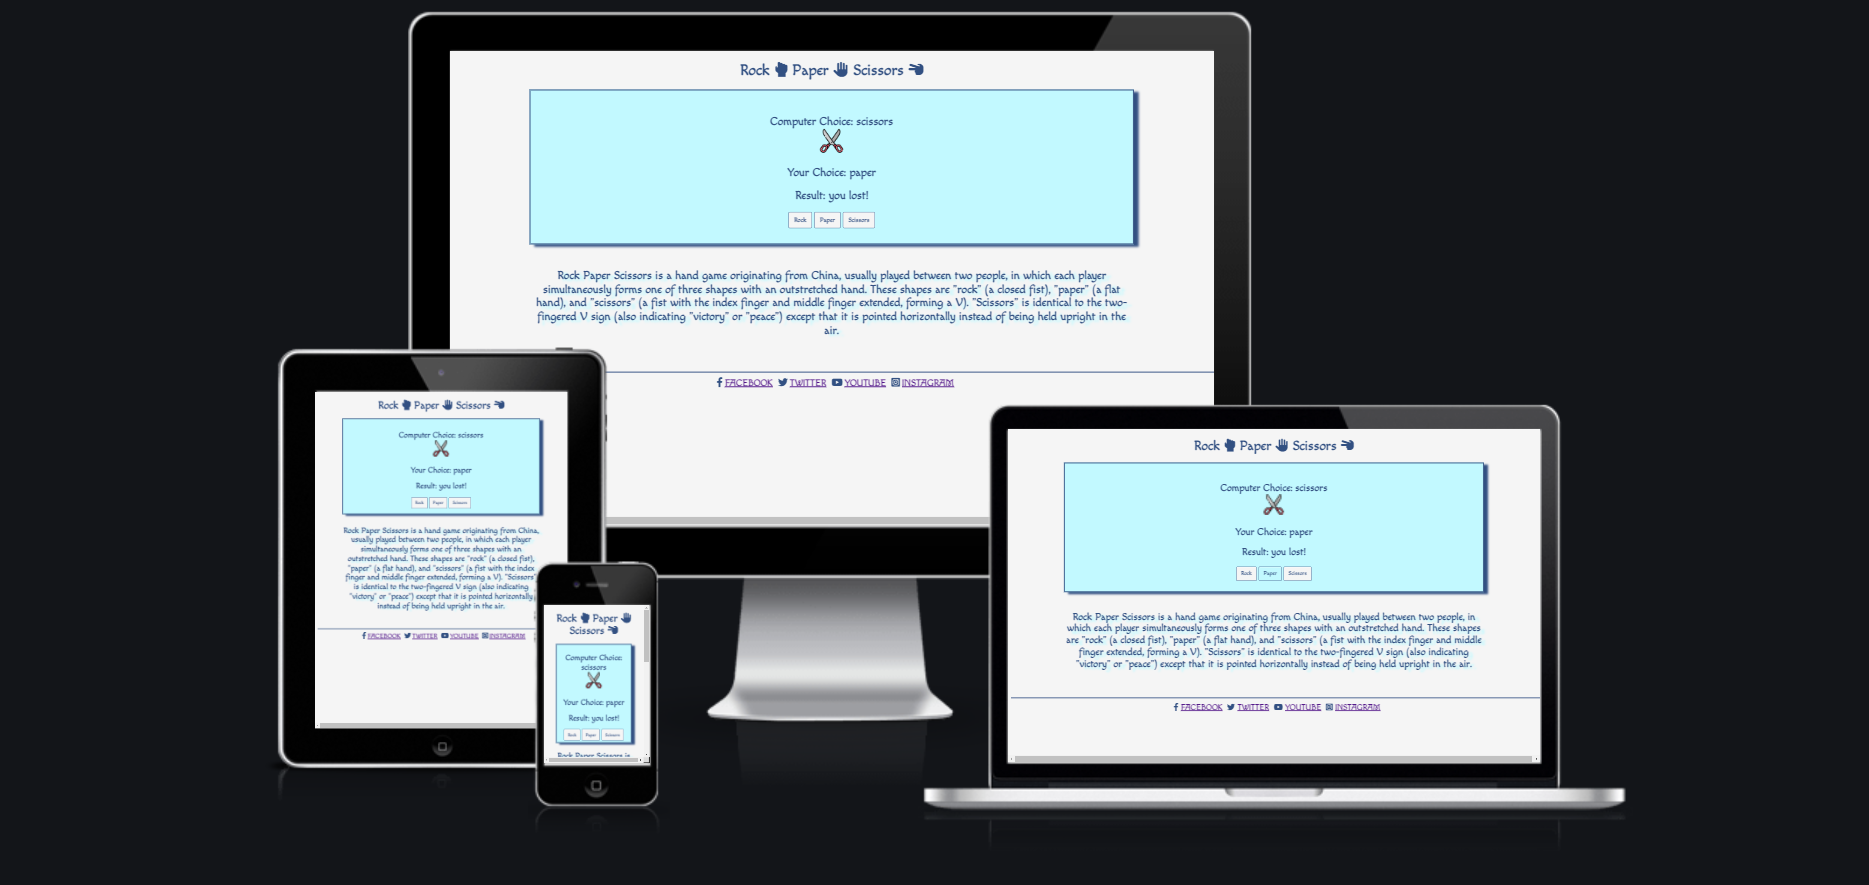 Rock Paper Scissors
Computer Choice: scissors
Your Choice: paper
Result: you lost!
Rock Paper Scissors
Rock Paper Scissors is a hand game originating from China, usually played between two people, in which each player
simultaneously forms one of three shapes with an outstretched hand. These shapes are "rock" (a closed fist), "paper" (a flat
hand), and "scissors" (a fist with the index finger and middle finger extended, forming a V). "Scissors" is identical to the two-
fingered V sign (also indicating "victory" or "peace") except that it is pointed horizontally instead of being held upright in the
air.
FACEBOOK TWITTER YOUTUBE INSTAGRAM
Rock Paper Scissors
Computer Choice: scissors
Your Choice: paper
Result: you lost!
Rock Paper Scissors
Rock Paper Scissors is a hand game originating from China,
usually played between two people, in which each player
simultaneously forms one of three shapes with an
outstretched hand. These shapes are "rock" (a closed fist),
"paper" (a flat hand), and "scissors" (a fist with the index
finger and middle finger extended, forming a V). "Scissors"
is identical to the two-fingered V sign (also indicating
"victory" or "peace") except that it is pointed horizontally
instead of being held upright in the air.
FACEBOOK TWITTER YOUTUBE INSTAGRAM
Rock Paper
Scissors
Computer Choice:
scissors
Your Choice: paper
Result: you lost!
Rock Paper Scissors
Rock Paper Scissors is
Rock Paper Scissors
Computer Choice: scissors
Your Choice: paper
Result: you lost!
Rock Paper Scissors
Rock Paper Scissors is a hand game originating from China, usually played between two people, in
which each player simultaneously forms one of three shapes with an outstretched hand. These shapes
are "rock" (a closed fist), "paper" (a flat hand), and "scissors" (a fist with the index finger and middle
finger extended, forming a V). "Scissors" is identical to the two-fingered V sign (also indicating
"victory" or "peace") except that it is pointed horizontally instead of being held upright in the air.
FACEBOOK TWITTER YOUTUBE INSTAGRAM